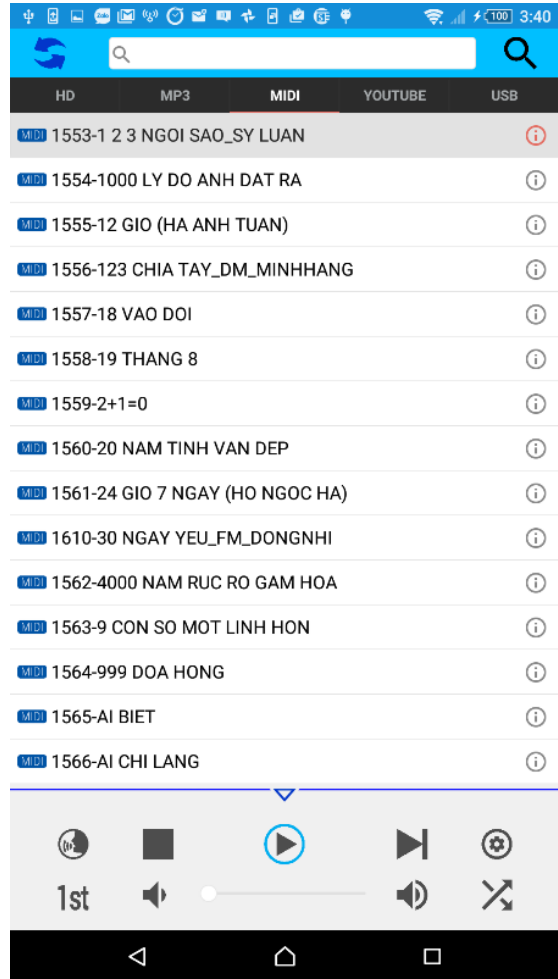 100 3:40
HD MP3 MIDI YOUTUBE USB
MIDI 1553-1 2 3 NGOI SAO_SY LUAN
MIDI 1554-1000 LY DO ANH DAT RA
MIDI 1555-12 GIO (HA ANH TUAN)
MIDI 1556-123 CHIA TAY_DM_MINHHANG
MIDI 1557-18 VAO DOI
MIDI 1558-19 THANG 8
MIDI 1559-2+1=0
MIDI 1560-20 NAM TINH VAN DEP
MIDI 1561-24 GIO 7 NGAY (HO NGOC HA)
MIDI 1610-30 NGAY YEU_FM_DONGNHI
MIDI 1562-4000 NAM RUC RO GAM HOA
MIDI 1563-9 CON SO MOT LINH HON
MIDI 1564-999 DOA HONG
MIDI 1565-AI BIET
MIDI 1566-AI CHI LANG
1st